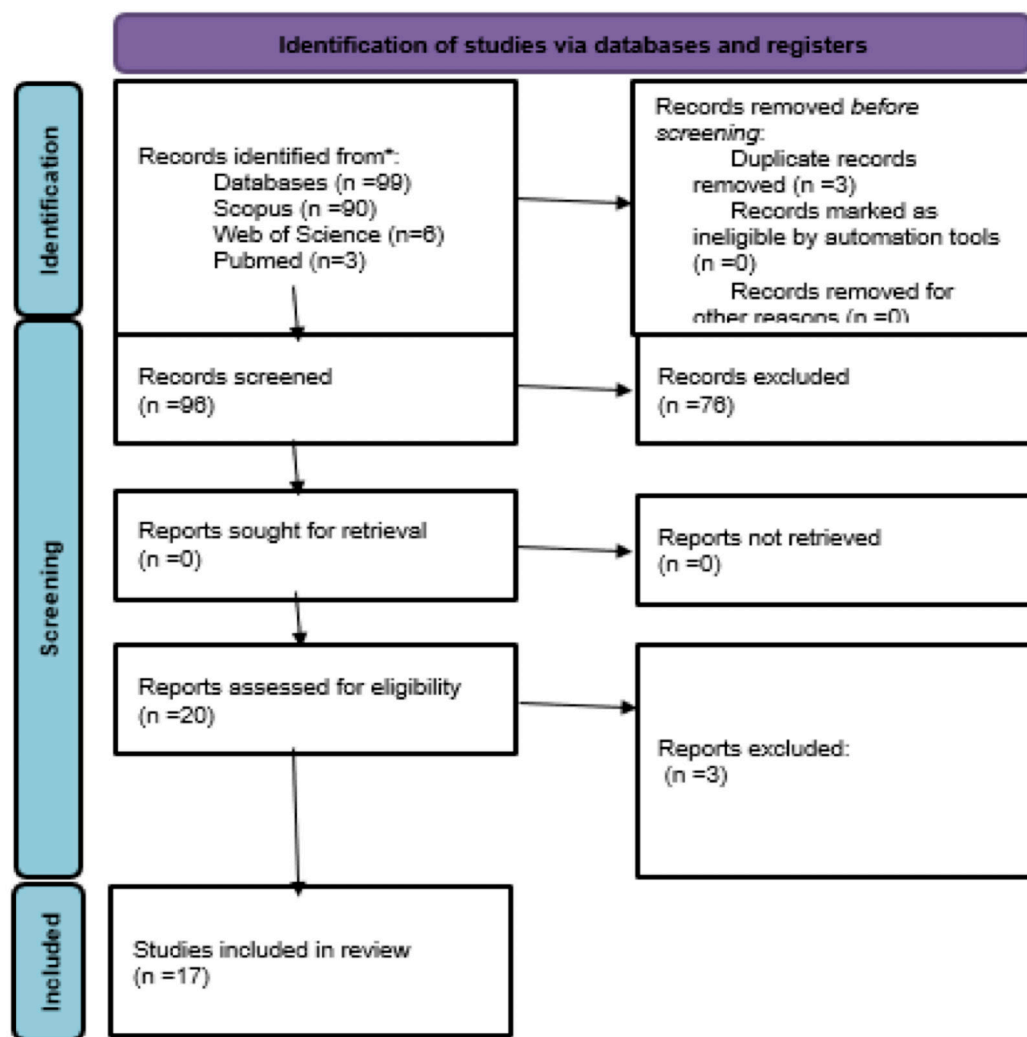 Identification of studies via databases and registers
Identification
Records identified from*:
Databases (n =99)
Scopus (n =90)
Web of Science (n=6)
Pubmed (n=3)
Records removed before
screening:
Duplicate records
removed (n =3)
Records marked as
ineligible by automation tools
(n =0)
Records removed for
other reasons (n =0)
Screening
Records screened
(n =96)
Records excluded
(n =76)
Reports sought for retrieval
(n =0)
Reports not retrieved
(n =0)
Reports assessed for eligibility
(n =20)
Reports excluded:
(n =3)
Included
Studies included in review
(n =17)